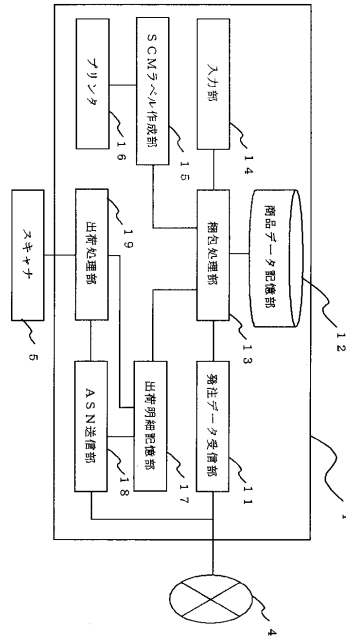 1
商品データ記憶部
12
入力部
14
梱包処理部
13
発注データ受信部
11
4
SCMラベル作成部
15
出荷明細記憶部
17
プリンタ
16
出荷処理部
19
ASN送信部
18
スキャナ
5